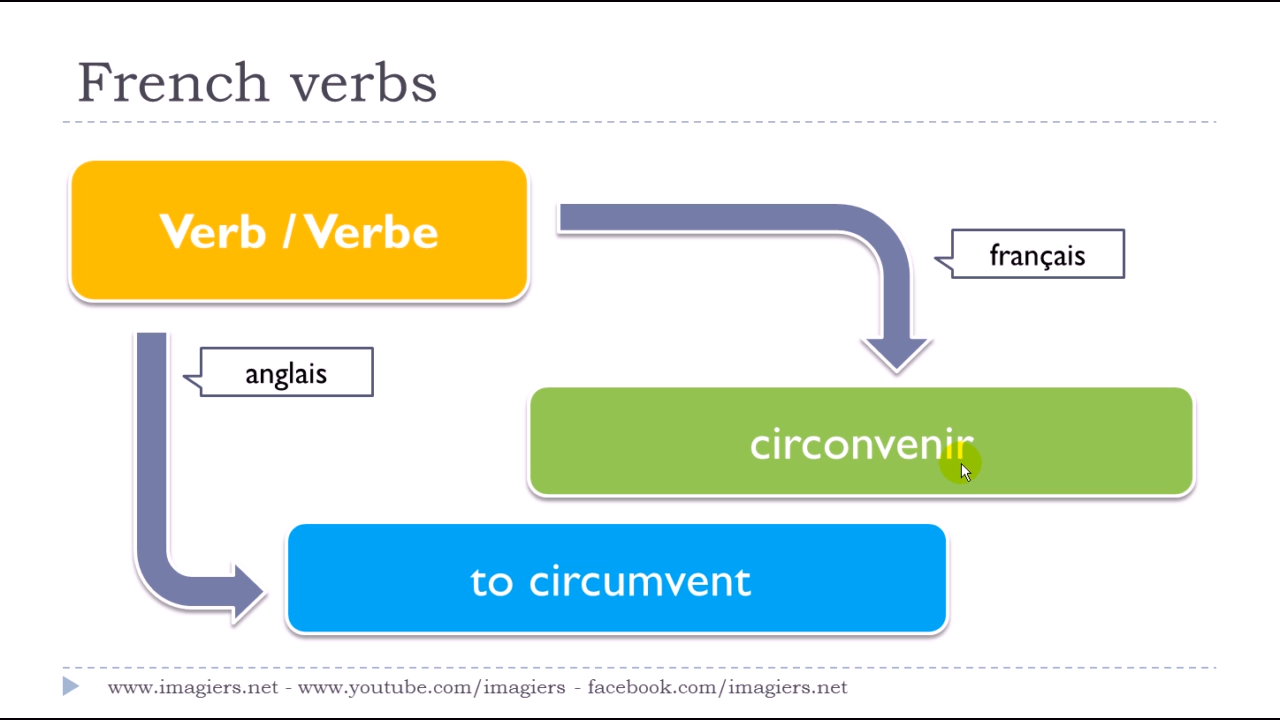 French verbs
Verb / Verbe
français
anglais
circonvenir
to circumvent
www.imagiers.net - www.youtube.com/imagiers - facebook.com/imagiers.net